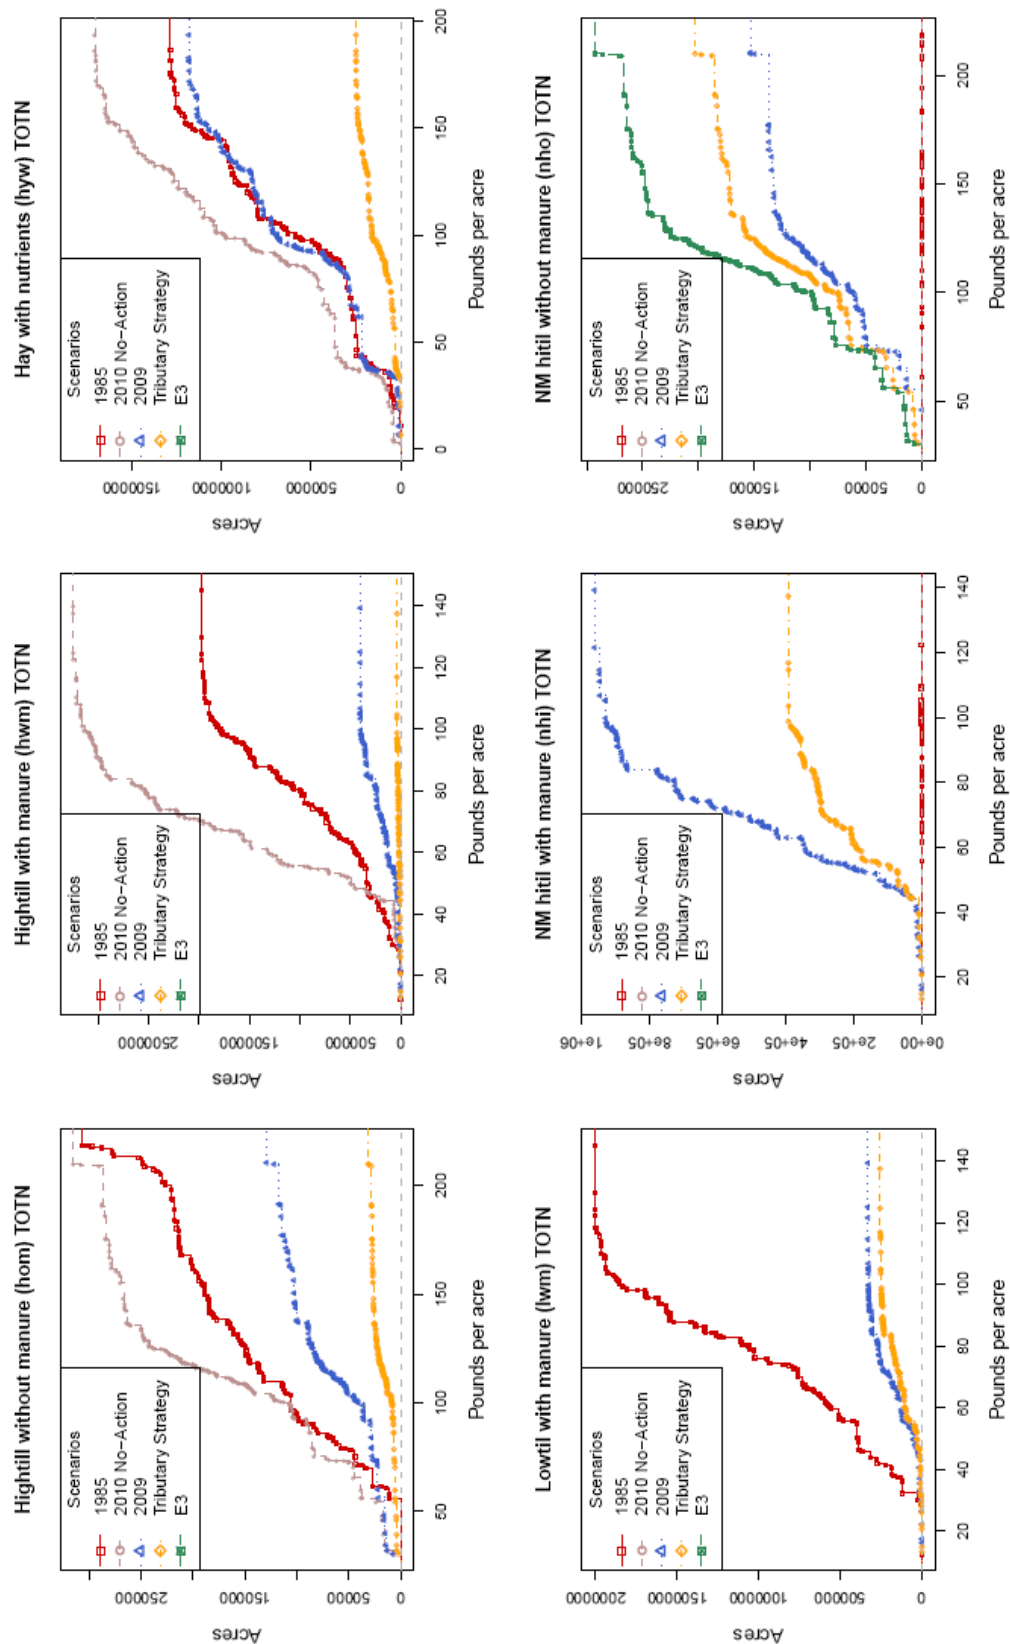 Hightill without manure (hom) TOTN
Acres
250000
150000
50000
0
Scenarios
1985
2010 No−Action
2009
Tributary Strategy
E3
50 100 150 200
Pounds per acre
Hightill with manure (hwm) TOTN
Acres
2500000
1500000
500000
0
Scenarios
1985
2010 No−Action
2009
Tributary Strategy
E3
20 40 60 80 100 120 140
Pounds per acre
Hay with nutrients (hyw) TOTN
Acres
1500000
1000000
500000
0
Scenarios
1985
2010 No−Action
2009
Tributary Strategy
E3
0 50 100 150 200
Pounds per acre
Lowtil with manure (lwm) TOTN
Acres
2000000
1000000
500000
0
Scenarios
1985
2010 No−Action
2009
Tributary Strategy
E3
20 40 60 80 100 120 140
Pounds per acre
NM hitil with manure (nhi) TOTN
Acres
1e+06
8e+05
6e+05
4e+05
2e+05
0e+00
Scenarios
1985
2010 No−Action
2009
Tributary Strategy
E3
20 40 60 80 100 120 140
Pounds per acre
NM hitil without manure (nho) TOTN
Acres
250000
150000
50000
0
Scenarios
1985
2010 No−Action
2009
Tributary Strategy
E3
50 100 150 200
Pounds per acre